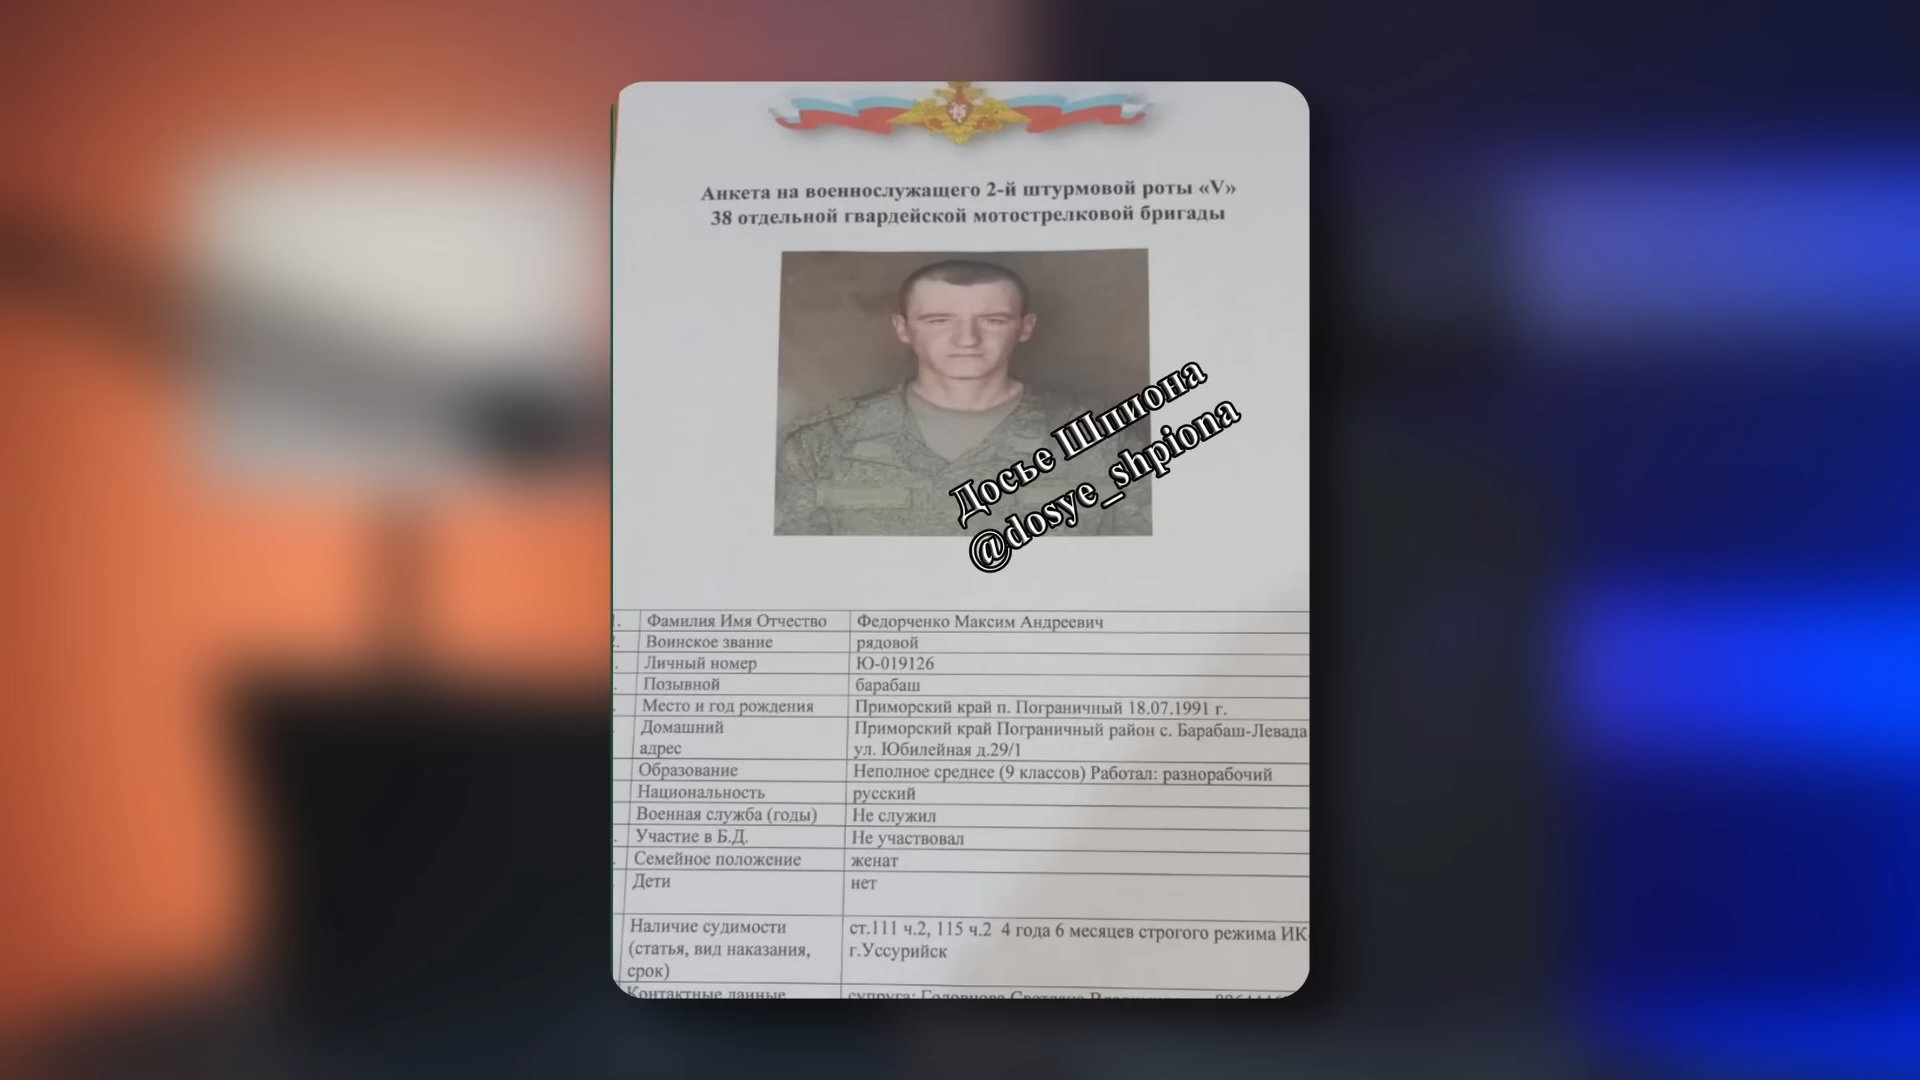 Анкета на военнослужащего 2-й штурмовой роты «V»
38 отдельной гвардейской мотострелковой бригады
Досье Шпиона
@dosye_shpiona
Фамилия Имя Отчество Федорченко Максим Андреевич
Воинское звание рядовой
Личный номер Ю-019126
Позывной барабаш
Место и год рождения Приморский край п. Пограничный 18.07.1991 г.
Домашний Приморский край Пограничный район с. Барабаш-Левада
адрес ул. Юбилейная д.29/1
Образование Неполное среднее (9 классов) Работал: разнорабочий
Национальность русский
Военная служба (годы) Не служил
Участие в Б.Д. Не участвовал
Семейное положение женат
Дети нет
Наличие судимости ст.111 ч.2, 115 ч.2 4 года 6 месяцев строгого режима ИК-
(статья, вид наказания, г.Уссурийск
срок)
Контактные данные супруга: